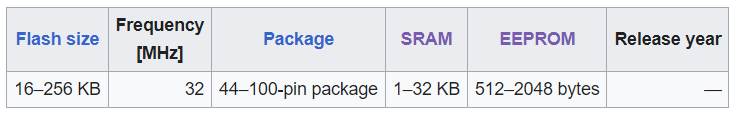 Flash size
Frequency
[MHz]
Package
SRAM
EEPROM
Release year
16–256 KB
32
44–100-pin package
1–32 KB
512–2048 bytes
—